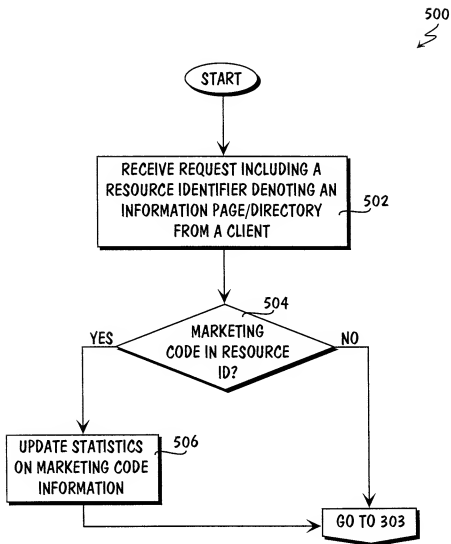 500
START
RECEIVE REQUEST INCLUDING A
RESOURCE IDENTIFIER DENOTING AN
INFORMATION PAGE/DIRECTORY
FROM A CLIENT
502
504
MARKETING
CODE IN RESOURCE
ID?
YES
NO
UPDATE STATISTICS
ON MARKETING CODE
INFORMATION
506
GO TO 303